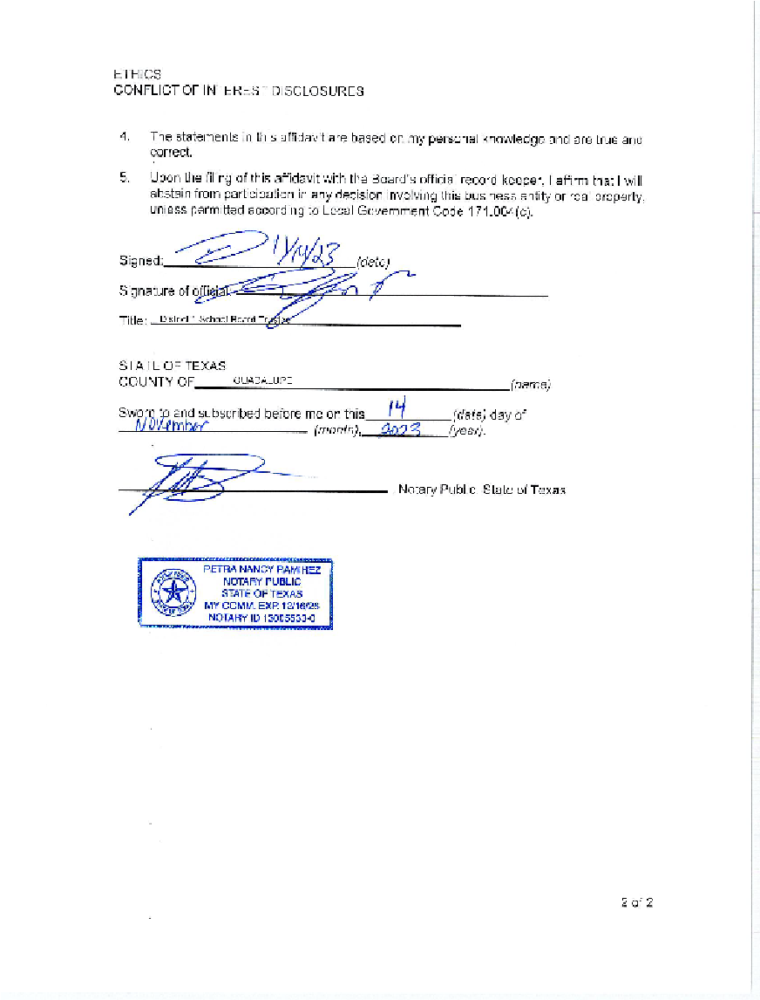 ETHICS
CONFLICT OF INTEREST DISCLOSURES
4. The statements in this affidavit are based on my personal knowledge and are true and
correct.
5. Upon the filing of this affidavit with the Board's official record keeper, I affirm that I will
abstain from participation in any decision involving this business entity or real property,
unless permitted according to Local Government Code 171.004(c).
Signed: 11/14/23 (date)
Signature of official:
Title: District 1 School Board Trustee
STATE OF TEXAS
COUNTY OF GUADALUPE (name)
Sworn to and subscribed before me on this 14 (date) day of
November (month), 2023 (year).
, Notary Public, State of Texas
PETRA NANCY RAMIREZ
NOTARY PUBLIC
STATE OF TEXAS
MY COMM. EXP. 12/16/26
NOTARY ID 13005533-0
2 of 2